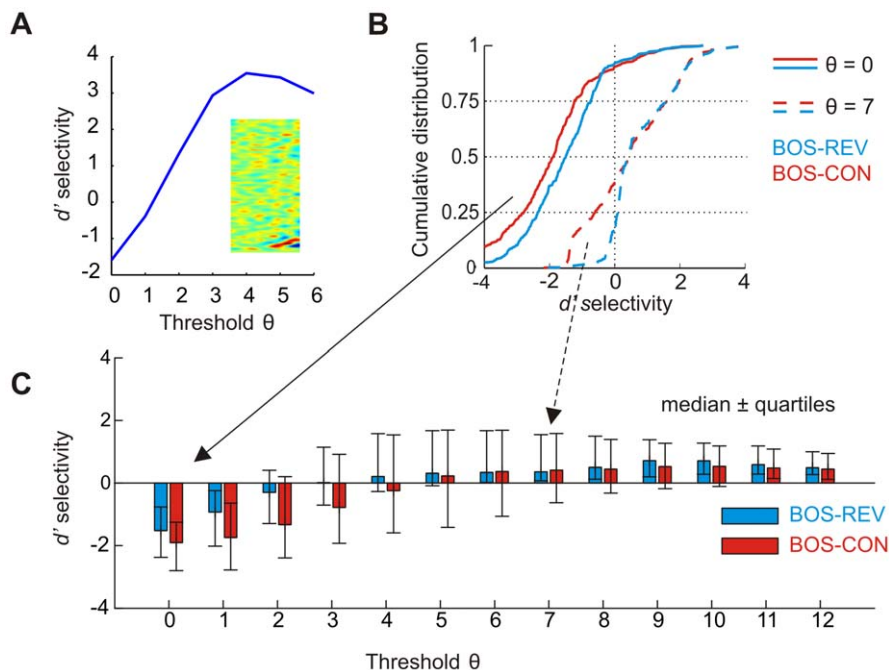 A
d' selectivity
4
3
2
1
0
-1
-2
0 1 2 3 4 5 6
Threshold θ
B
Cumulative distribution
1
0.75
0.5
0.25
0
-4 -2 0 2 4
d' selectivity
θ = 0
θ = 7
BOS-REV
BOS-CON
C
d' selectivity
4
2
0
-2
-4
median ± quartiles
BOS-REV
BOS-CON
0 1 2 3 4 5 6 7 8 9 10 11 12
Threshold θ